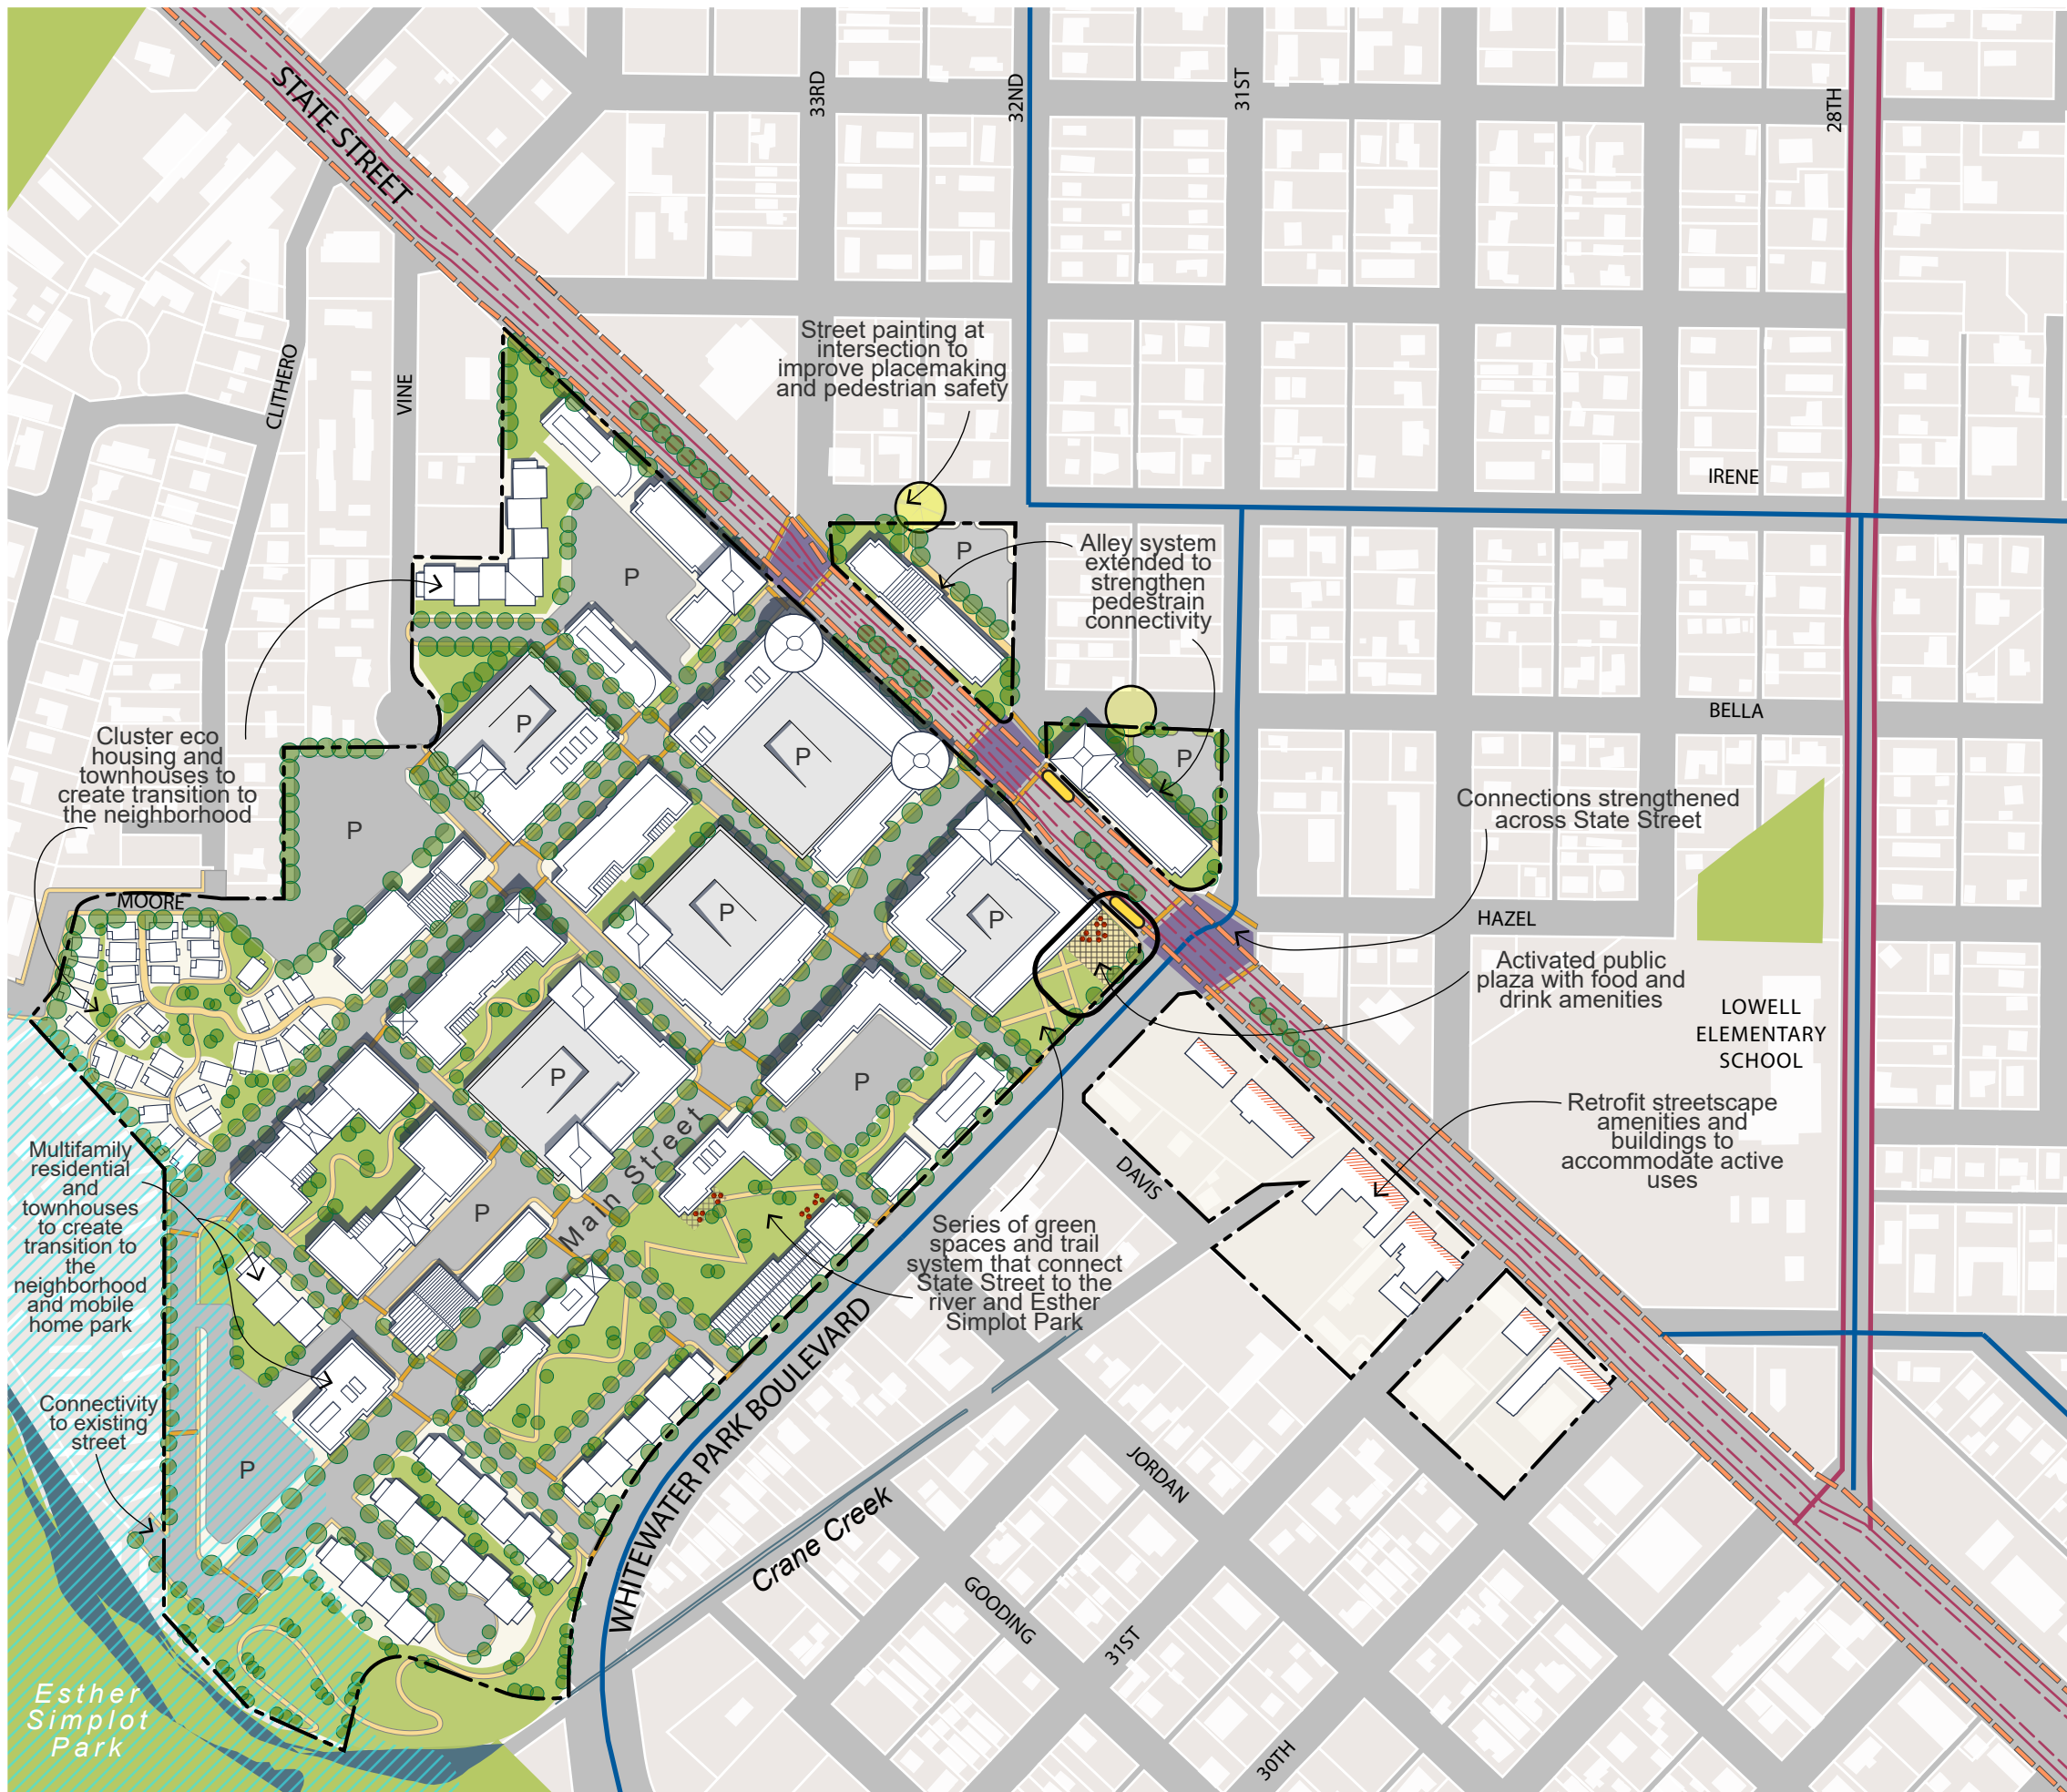 STATE STREET
33RD
32ND
31ST
28TH
CLITHERO
VINE
Street painting at
intersection to
improve placemaking
and pedestrian safety
IRENE
P
Alley system
extended to
strengthen
pedestrain
connectivity
P
BELLA
P
P
P
Cluster eco
housing and
townhouses to
create transition to
the neighborhood
P
Connections strengthened
across State Street
MOORE
P
P
HAZEL
Activated public
plaza with food and
drink amenities
LOWELL
ELEMENTARY
SCHOOL
P
P
Retrofit streetscape
amenities and
buildings to
accommodate active
uses
Main Street
DAVIS
Multifamily
residential
and
townhouses
to create
transition to
the
neighborhood
and mobile
home park
P
Series of green
spaces and trail
system that connect
State Street to the
river and Esther
Simplot Park
Connectivity
to existing
street
P
WHITEWATER PARK BOULEVARD
Crane Creek
JORDAN
GOODING
31ST
30TH
Esther
Simplot
Park